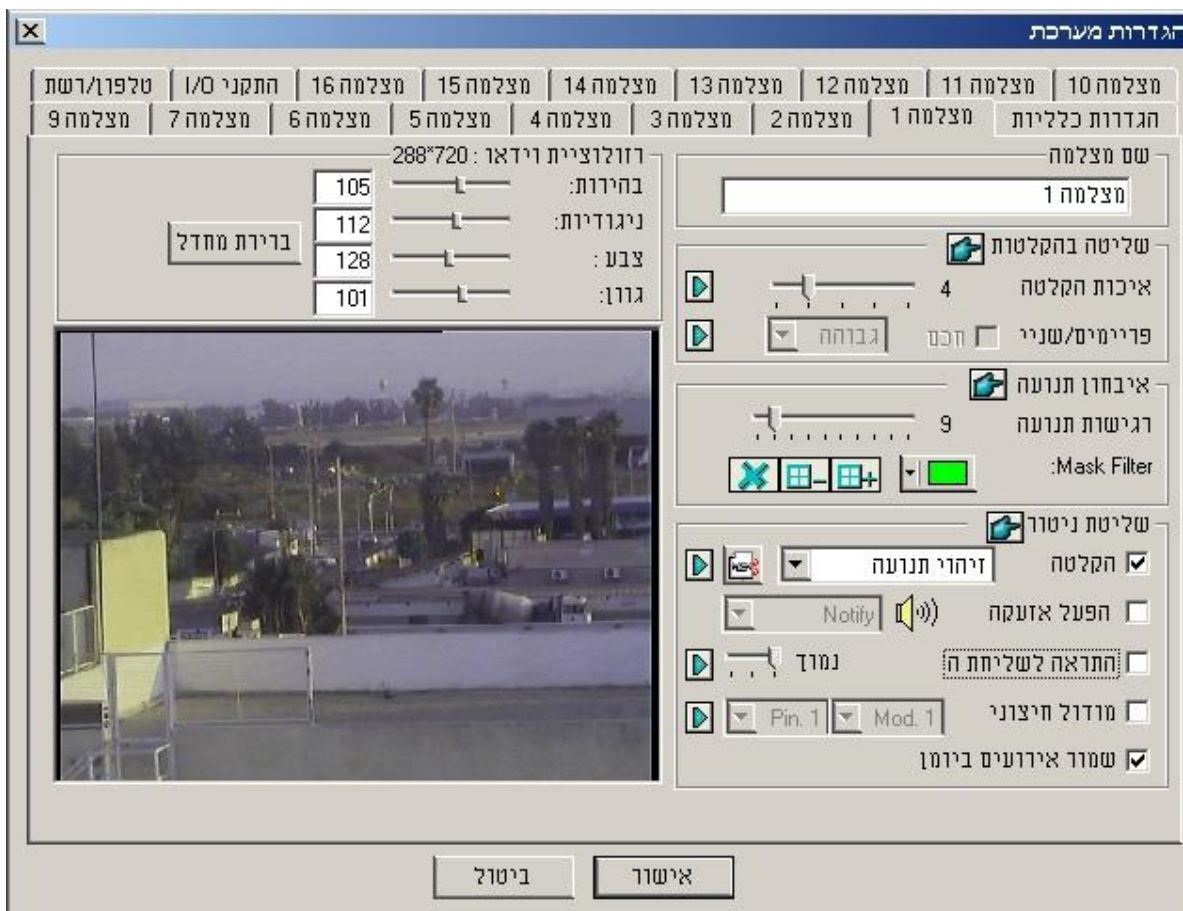 הגדרות מערכת
מצלמה 10
מצלמה 11
מצלמה 12
מצלמה 13
מצלמה 14
מצלמה 15
מצלמה 16
התקני I/O
טלפון/רשת
הגדרות כלליות
מצלמה 1
מצלמה 2
מצלמה 3
מצלמה 4
מצלמה 5
מצלמה 6
מצלמה 7
מצלמה 9
שם מצלמה
מצלמה 1
שליטה בהקלטות
איכות הקלטה 4
פריימים/שניי חכם גבוהה
איבחון תנועה
רגישות תנועה 9
Mask Filter:
שליטת ניטור
הקלטה זיהוי תנועה
הפעל אזעקה Notify
התראה לשליחת ה נמוך
מודול חיצוני Mod. 1 Pin. 1
שמור אירועים ביומן
רזולוציית וידאו : 720*288
בהירות: 105
ניגודיות: 112
צבע : 128
גוון: 101
ברירת מחדל
אישור
ביטול